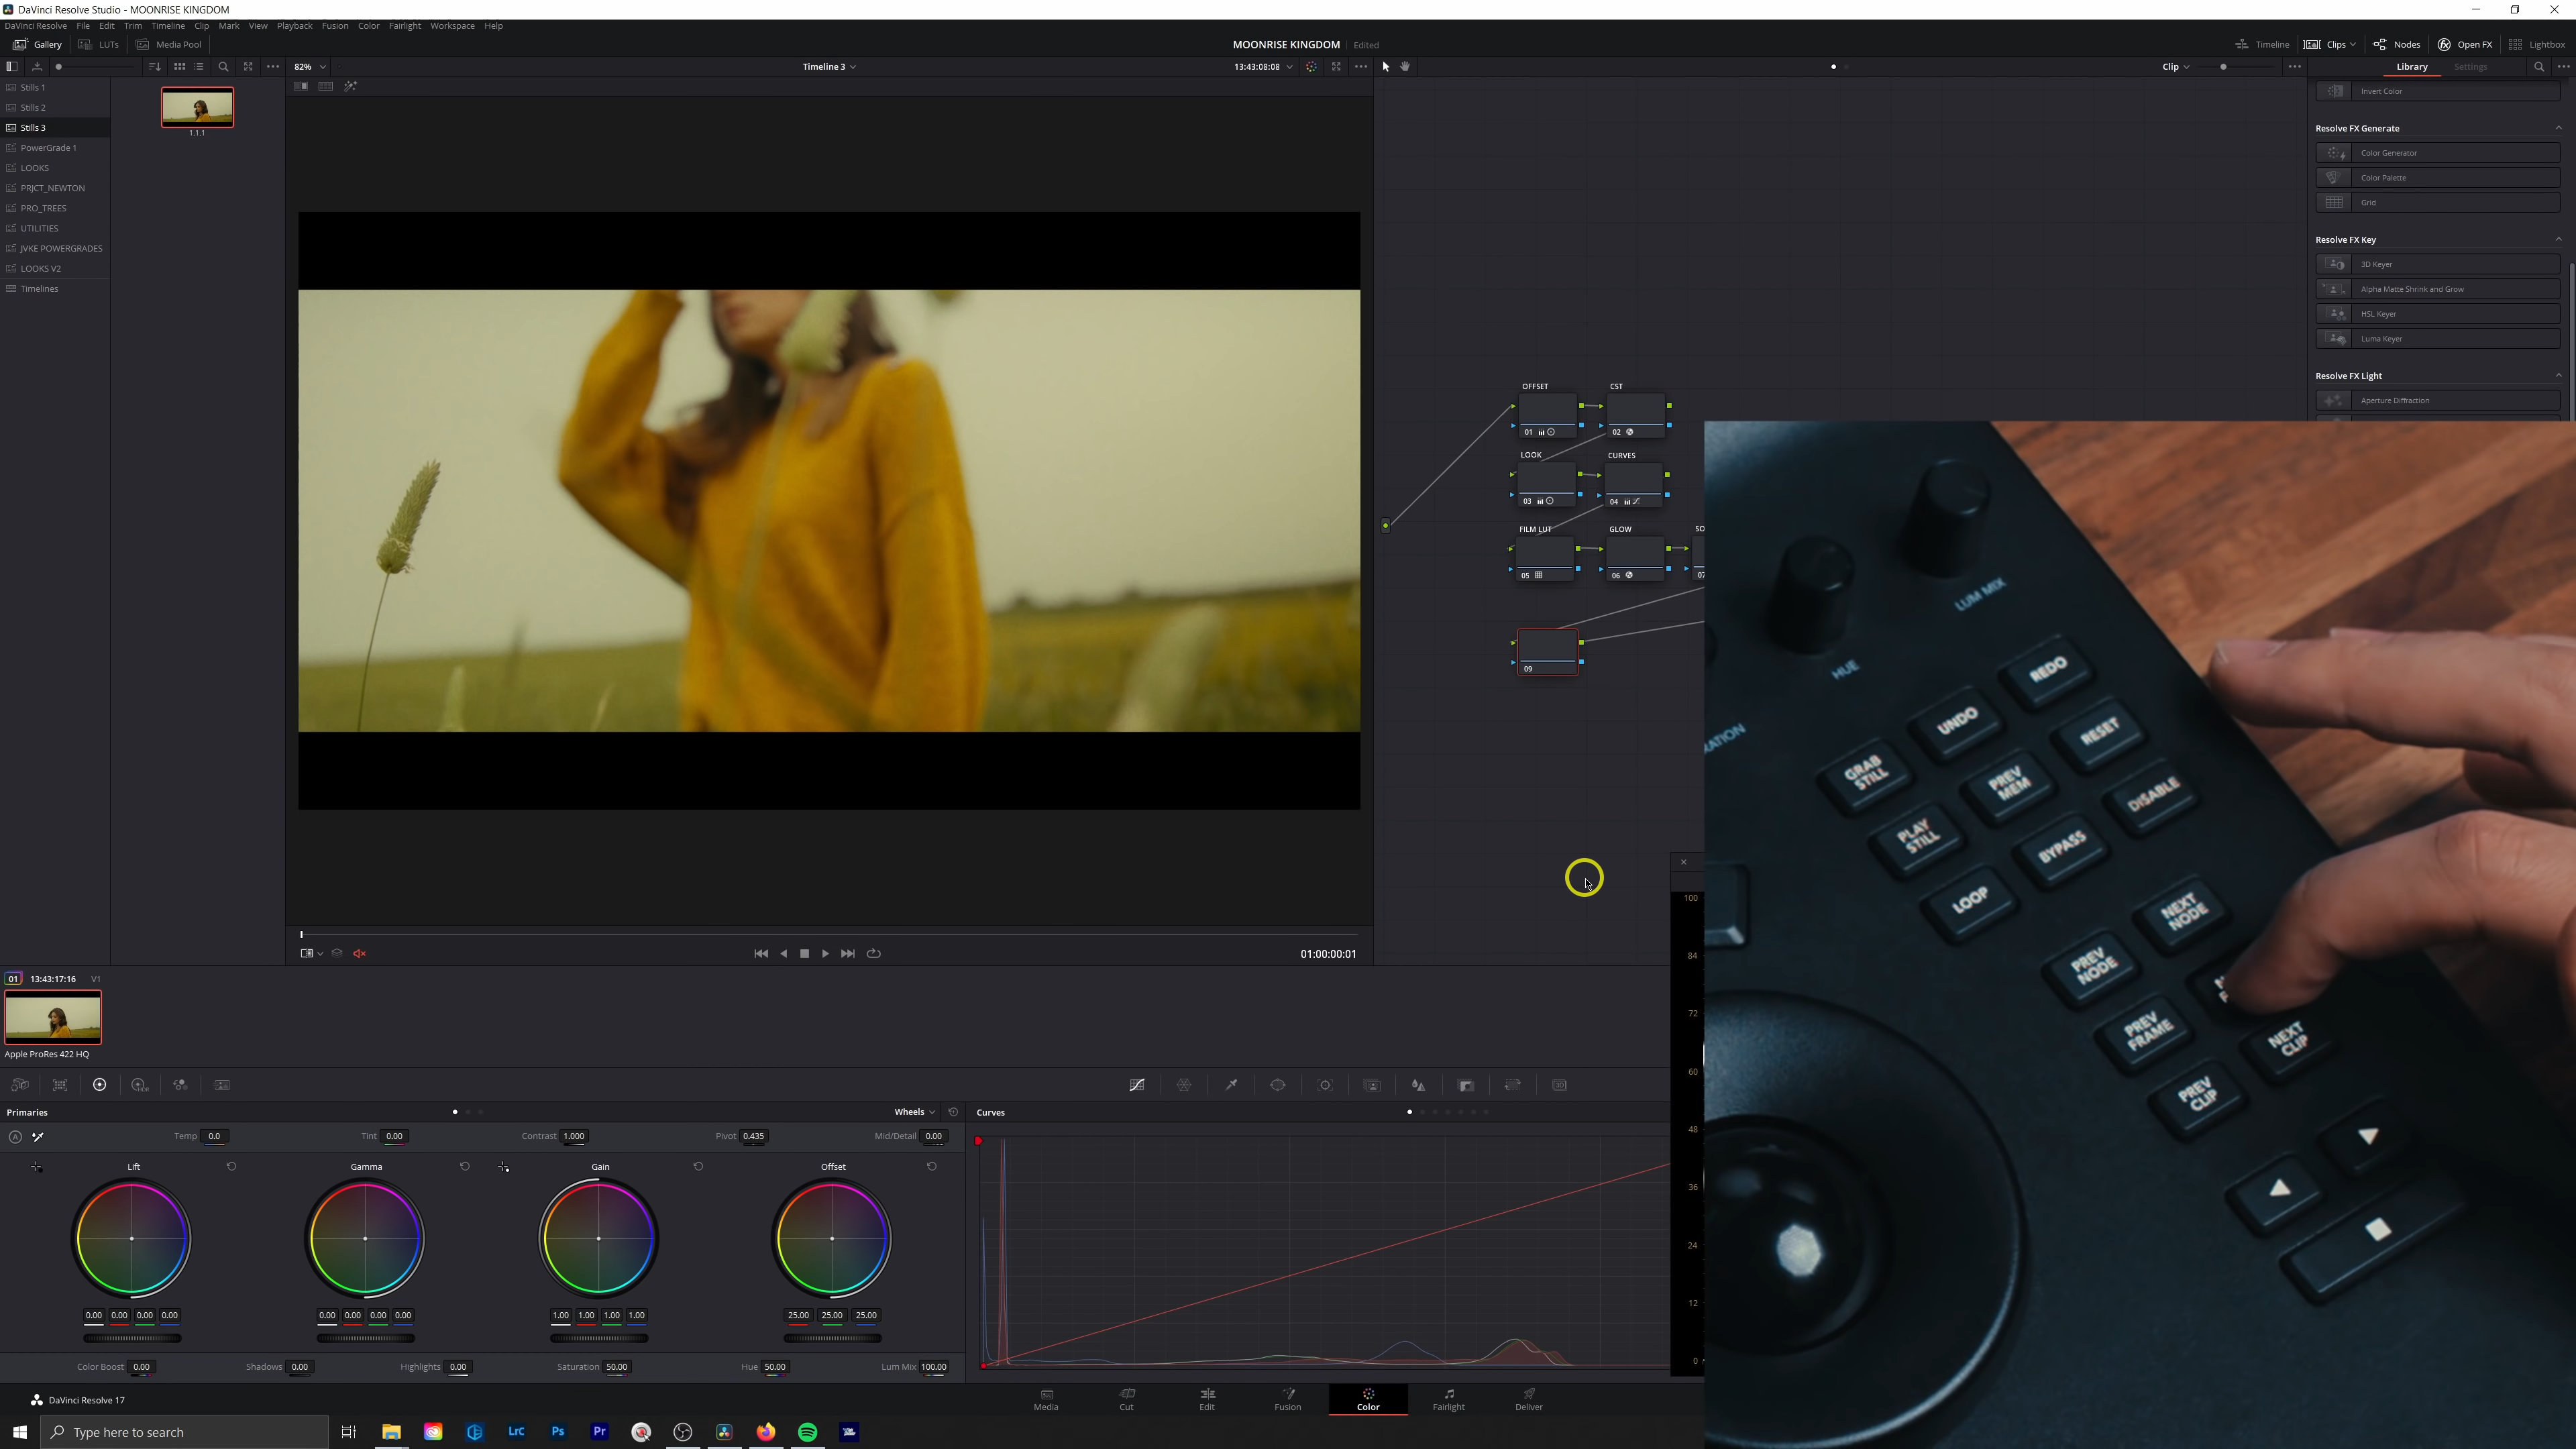 DaVinci Resolve Studio - MOONRISE KINGDOM
DaVinci Resolve File Edit Trim Timeline Clip Mark View Playback Fusion Color Fairlight Workspace Help
Gallery LUTs Media Pool MOONRISE KINGDOM Edited Timeline Clips Nodes Open FX Lightbox
82% Timeline 3 13:43:08:08 Clip Library Settings
Stills 1
Stills 2
Stills 3
PowerGrade 1
LOOKS
PRJCT_NEWTON
PRO_TREES
UTILITIES
JVKE POWERGRADES
LOOKS V2
Timelines
1.1.1
OFFSET CST
01 02
LOOK CURVES
03 04
FILM LUT GLOW SO
05 06 07
09
Invert Color
Resolve FX Generate
Color Generator
Color Palette
Grid
Resolve FX Key
3D Keyer
Alpha Matte Shrink and Grow
HSL Keyer
Luma Keyer
Resolve FX Light
Aperture Diffraction
LUM MIX
HUE
RATION
REDO
UNDO
RESET
GRAB STILL
PREV MEM
DISABLE
PLAY STILL
BYPASS
LOOP
NEXT NODE
PREV NODE
PREV FRAME
NEXT CLIP
PREV CLIP
01:00:00:01
01 13:43:17:16 V1
Apple ProRes 422 HQ
100
84
72
60
48
36
24
12
0
Primaries Wheels Curves
Temp 0.0 Tint 0.00 Contrast 1.000 Pivot 0.435 Mid/Detail 0.00
Lift Gamma Gain Offset
0.00 0.00 0.00 0.00 0.00 0.00 0.00 0.00 1.00 1.00 1.00 1.00 25.00 25.00 25.00
Color Boost 0.00 Shadows 0.00 Highlights 0.00 Saturation 50.00 Hue 50.00 Lum Mix 100.00
DaVinci Resolve 17 Media Cut Edit Fusion Color Fairlight Deliver
Type here to search LrC Ps Pr